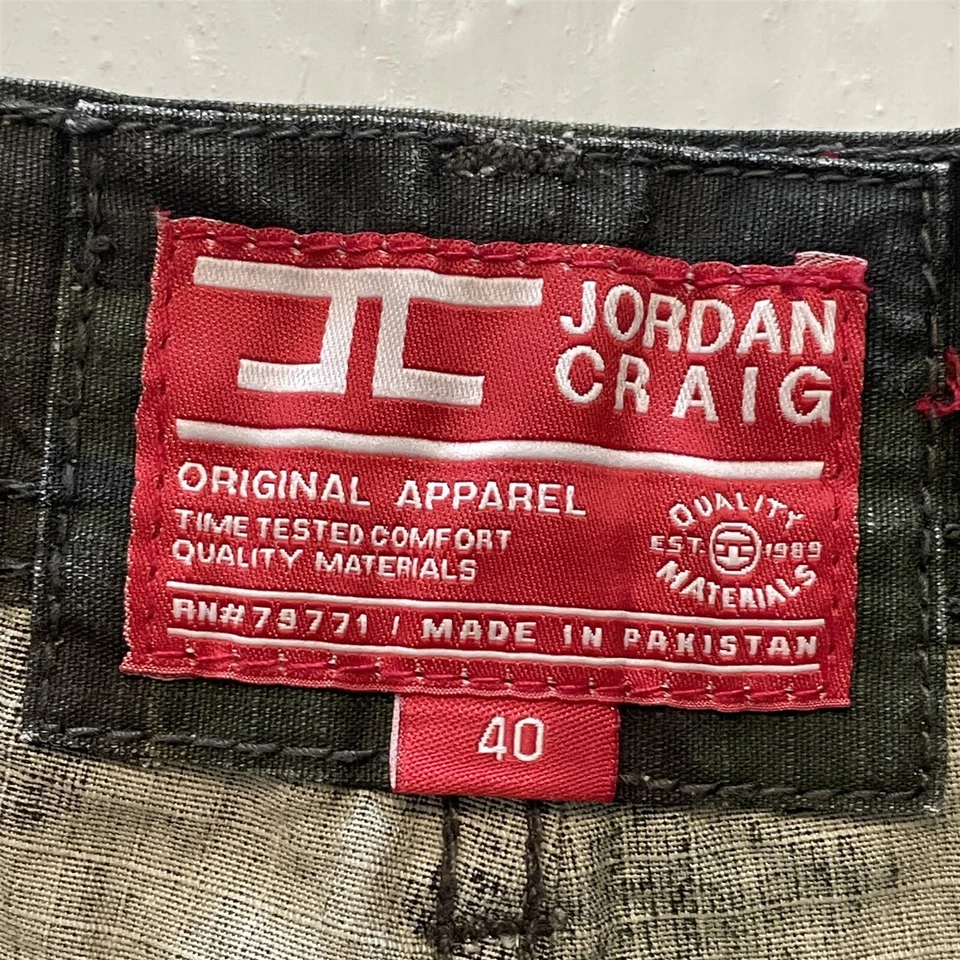 JC
JORDAN
CRAIG
ORIGINAL APPAREL
TIME TESTED COMFORT
QUALITY MATERIALS
QUALITY
EST. 1989
MATERIALS
RN#79771 / MADE IN PAKISTAN
40